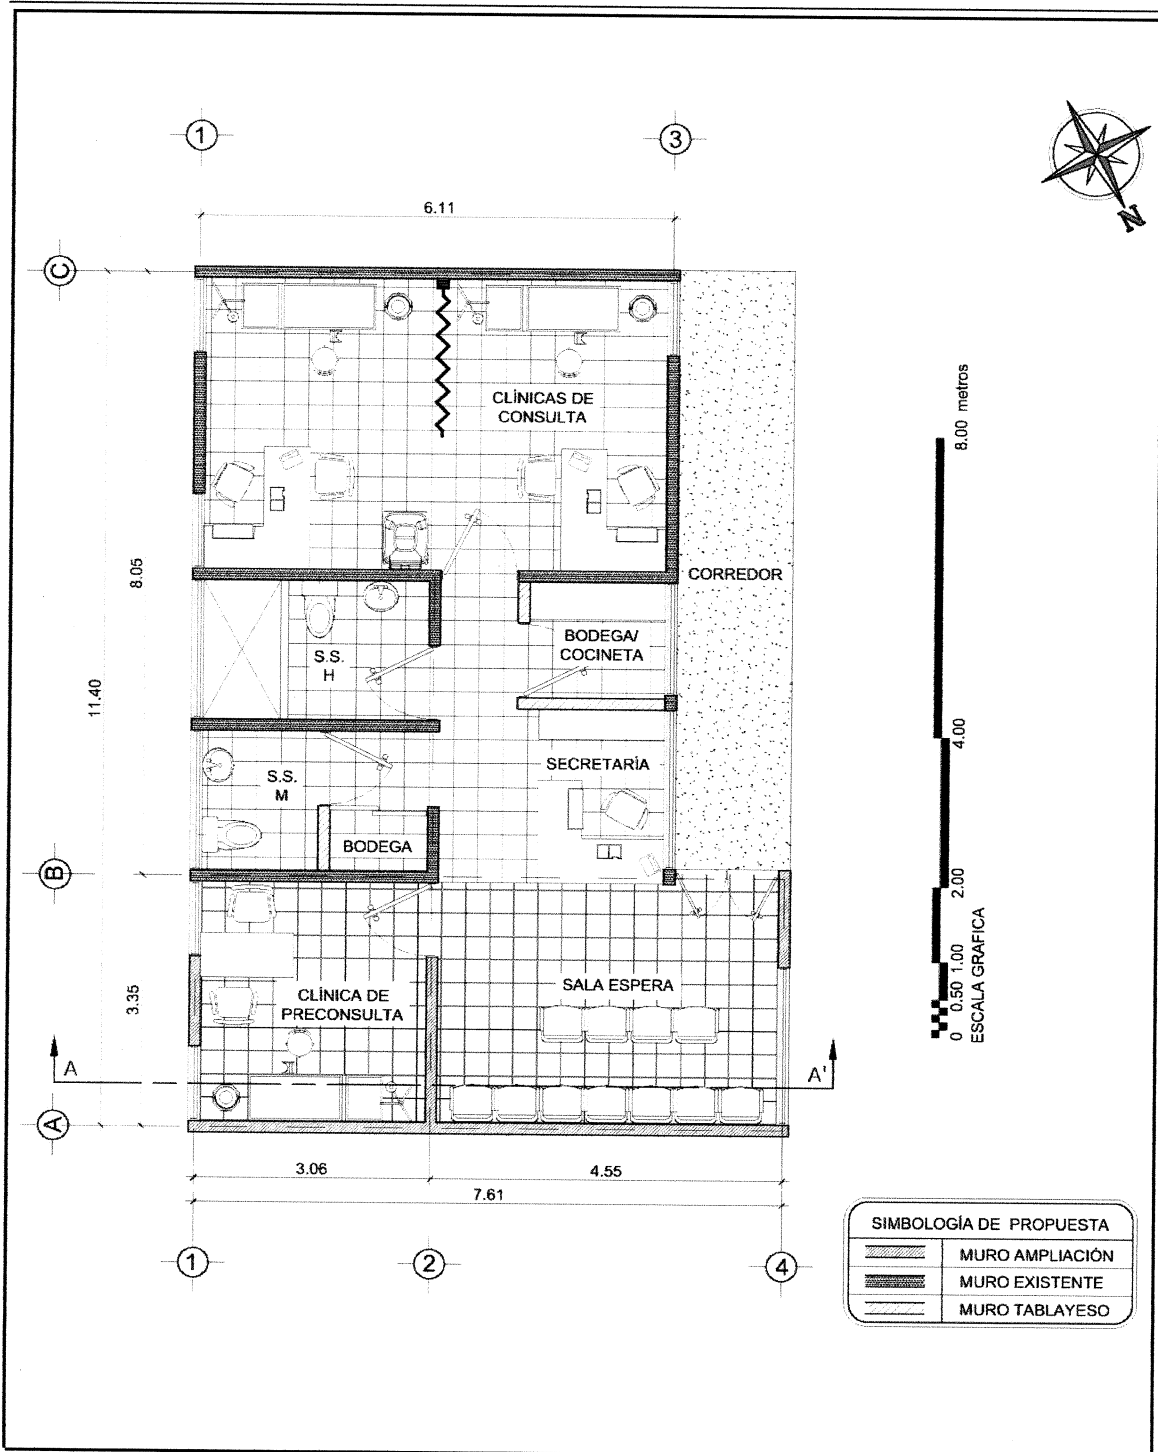 1
3
N
6.11
C
CLÍNICAS DE
CONSULTA
8.00 metros
8.05
CORREDOR
S.S.
H
BODEGA/
COCINETA
11.40
4.00
S.S.
M
SECRETARÍA
BODEGA
B
2.00
3.35
CLÍNICA DE
PRECONSULTA
SALA ESPERA
0 0.50 1.00
ESCALA GRAFICA
A
A'
A
3.06
4.55
7.61
1
2
4
SIMBOLOGÍA DE PROPUESTA
MURO AMPLIACIÓN
MURO EXISTENTE
MURO TABLAYESO